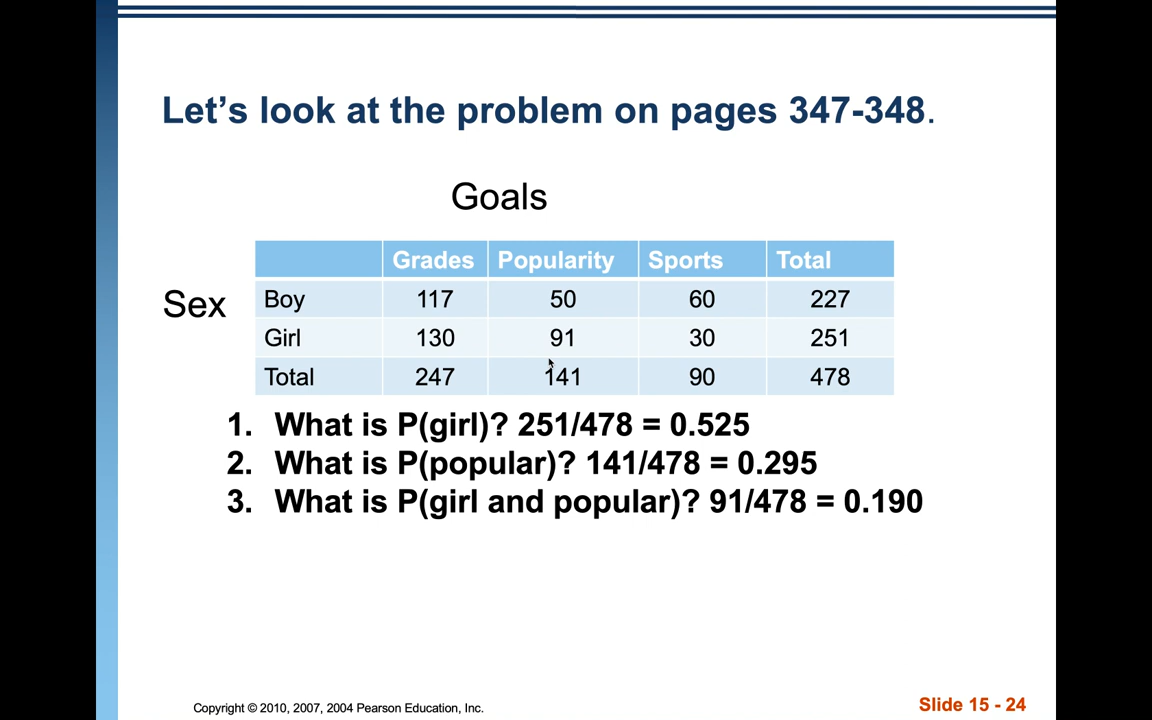 Let's look at the problem on pages 347-348.
Goals
Grades Popularity Sports Total
Sex
Boy 117 50 60 227
Girl 130 91 30 251
Total 247 141 90 478
1. What is P(girl)? 251/478 = 0.525
2. What is P(popular)? 141/478 = 0.295
3. What is P(girl and popular)? 91/478 = 0.190
Copyright © 2010, 2007, 2004 Pearson Education, Inc.
Slide 15 - 24